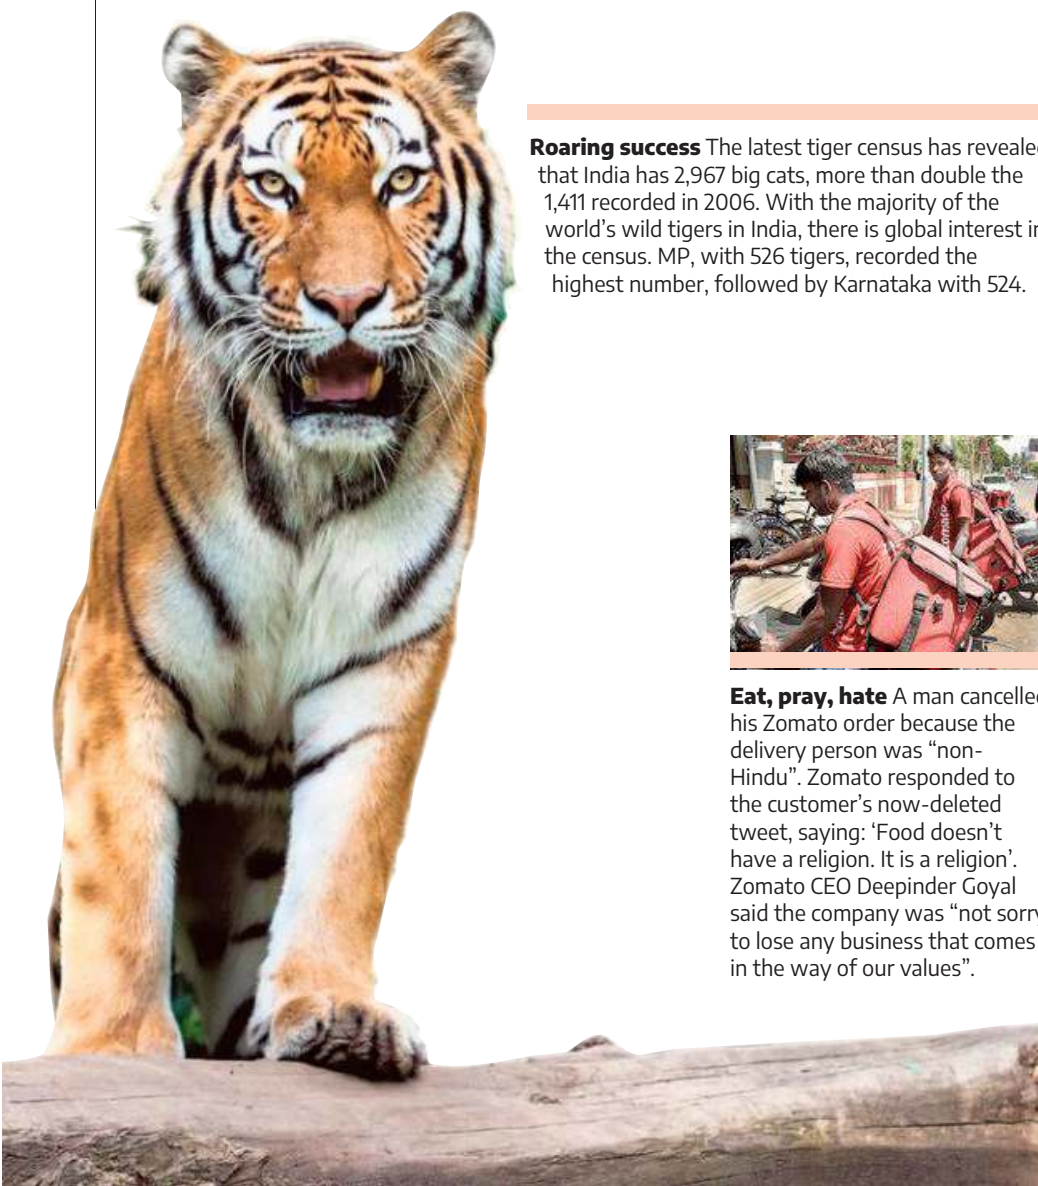 Roaring success The latest tiger census has revealed
that India has 2,967 big cats, more than double the
1,411 recorded in 2006. With the majority of the
world’s wild tigers in India, there is global interest in
the census. MP, with 526 tigers, recorded the
highest number, followed by Karnataka with 524.
Eat, pray, hate A man cancelled
his Zomato order because the
delivery person was “non-
Hindu”. Zomato responded to
the customer’s now-deleted
tweet, saying: ‘Food doesn’t
have a religion. It is a religion’.
Zomato CEO Deepinder Goyal
said the company was “not sorry
to lose any business that comes
in the way of our values”.